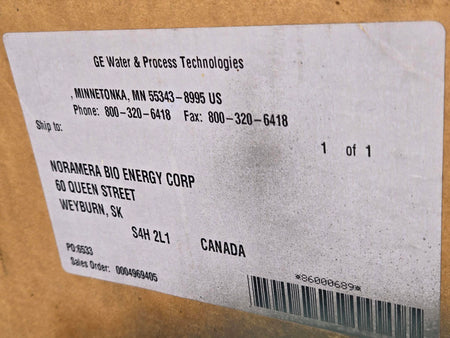 GE Water & Process Technologies
, MINNETONKA, MN 55343-8995 US
Phone: 800-320-6418 Fax: 800-320-6418
Ship to:
1 of 1
NORAMERA BIO ENERGY CORP
60 QUEEN STREET
WEYBURN, SK
S4H 2L1 CANADA
PO:6533
Sales Order: 0004969405
*86000689*